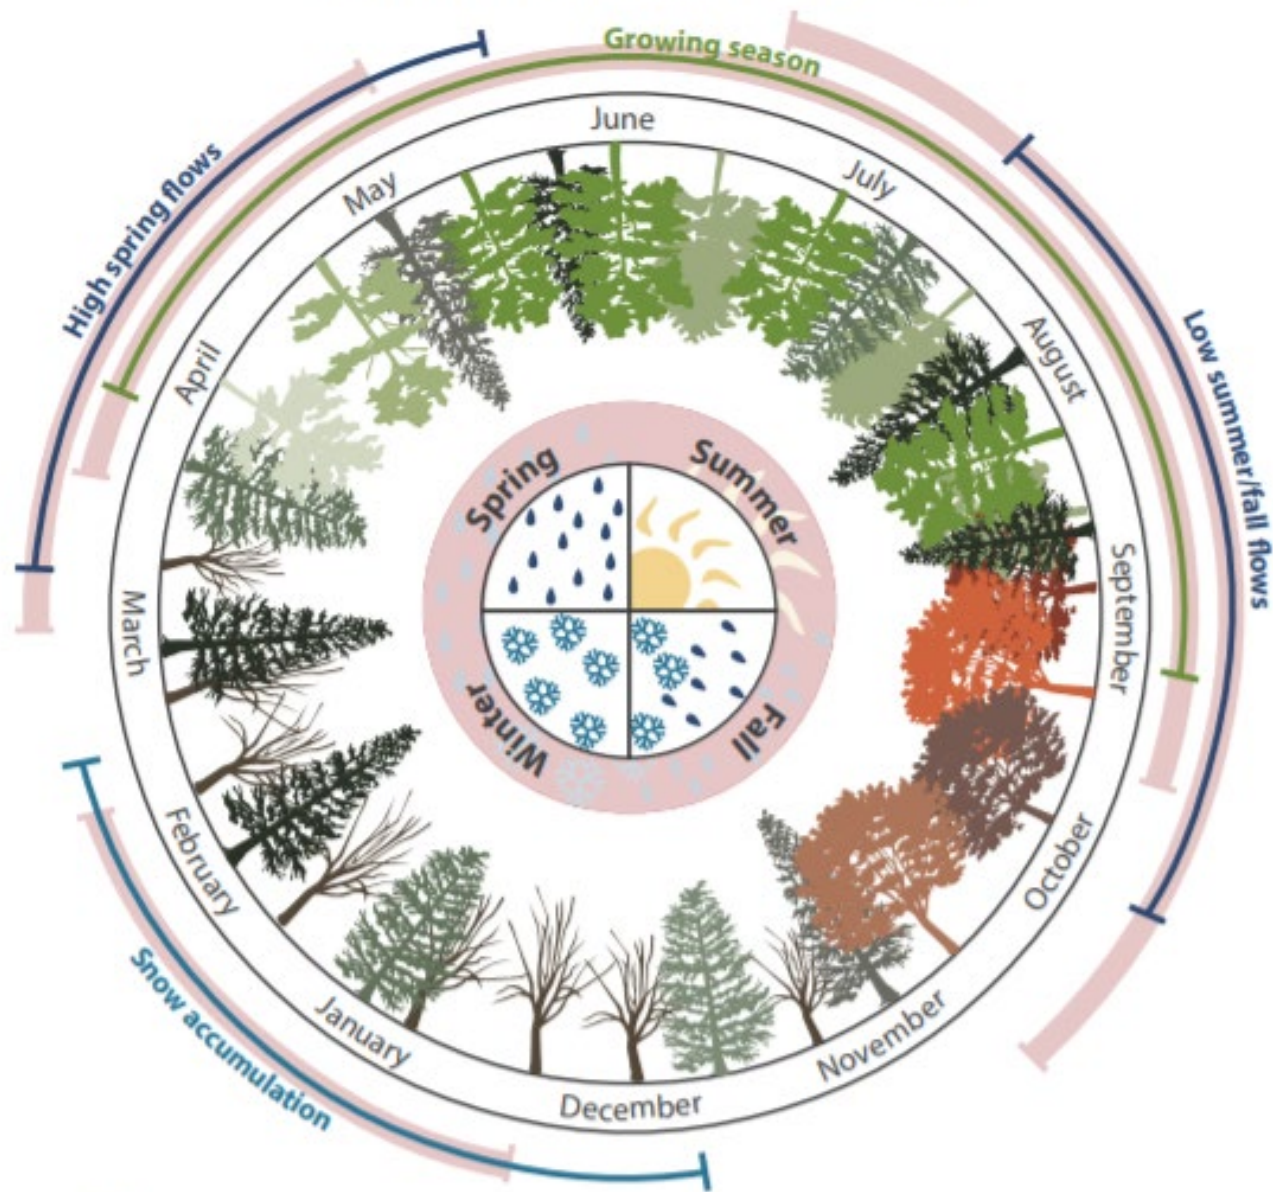 Growing season
High spring flows
Low summer/fall flows
Snow accumulation
January
February
March
April
May
June
July
August
September
October
November
December
Spring
Summer
Fall
Winter